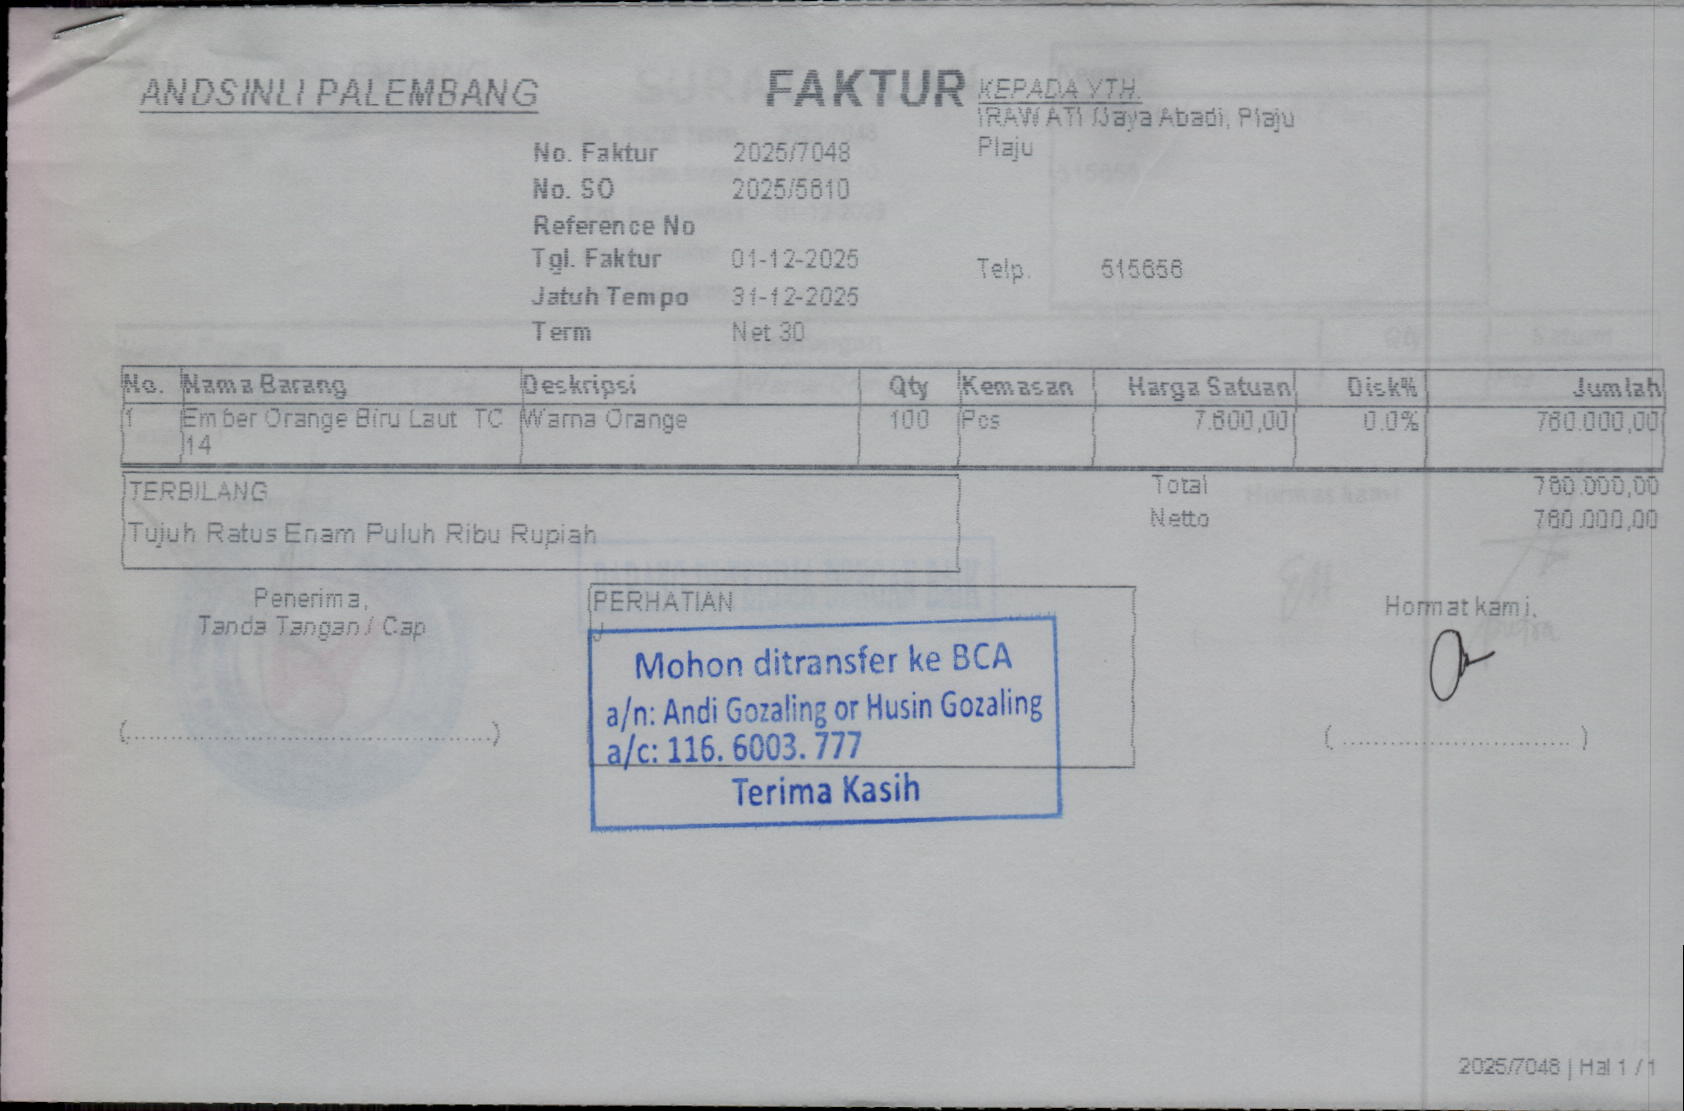 ANDSINLI PALEMBANG
FAKTUR
KEPADA YTH.
IRAWATI /Jaya Abadi, Plaju
Plaju
No. Faktur 2025/7048
No. SO 2025/5810
Reference No
Tgl. Faktur 01-12-2025
Telp. 515658
Jatuh Tempo 31-12-2025
Term Net 30
No. Nama Barang Deskripsi Qty Kemasan Harga Satuan Disk% Jumlah
1 Ember Orange Biru Laut TC Warna Orange 100 Pcs 7.600,00 0.0% 760.000,00
14
TERBILANG
Total 760.000,00
Netto 760.000,00
Tujuh Ratus Enam Puluh Ribu Rupiah
Penerima,
Tanda Tangan / Cap
PERHATIAN
Hormat kami,
Mohon ditransfer ke BCA
a/n: Andi Gozaling or Husin Gozaling
a/c: 116. 6003. 777
Terima Kasih
2025/7048 | Hal 1 / 1